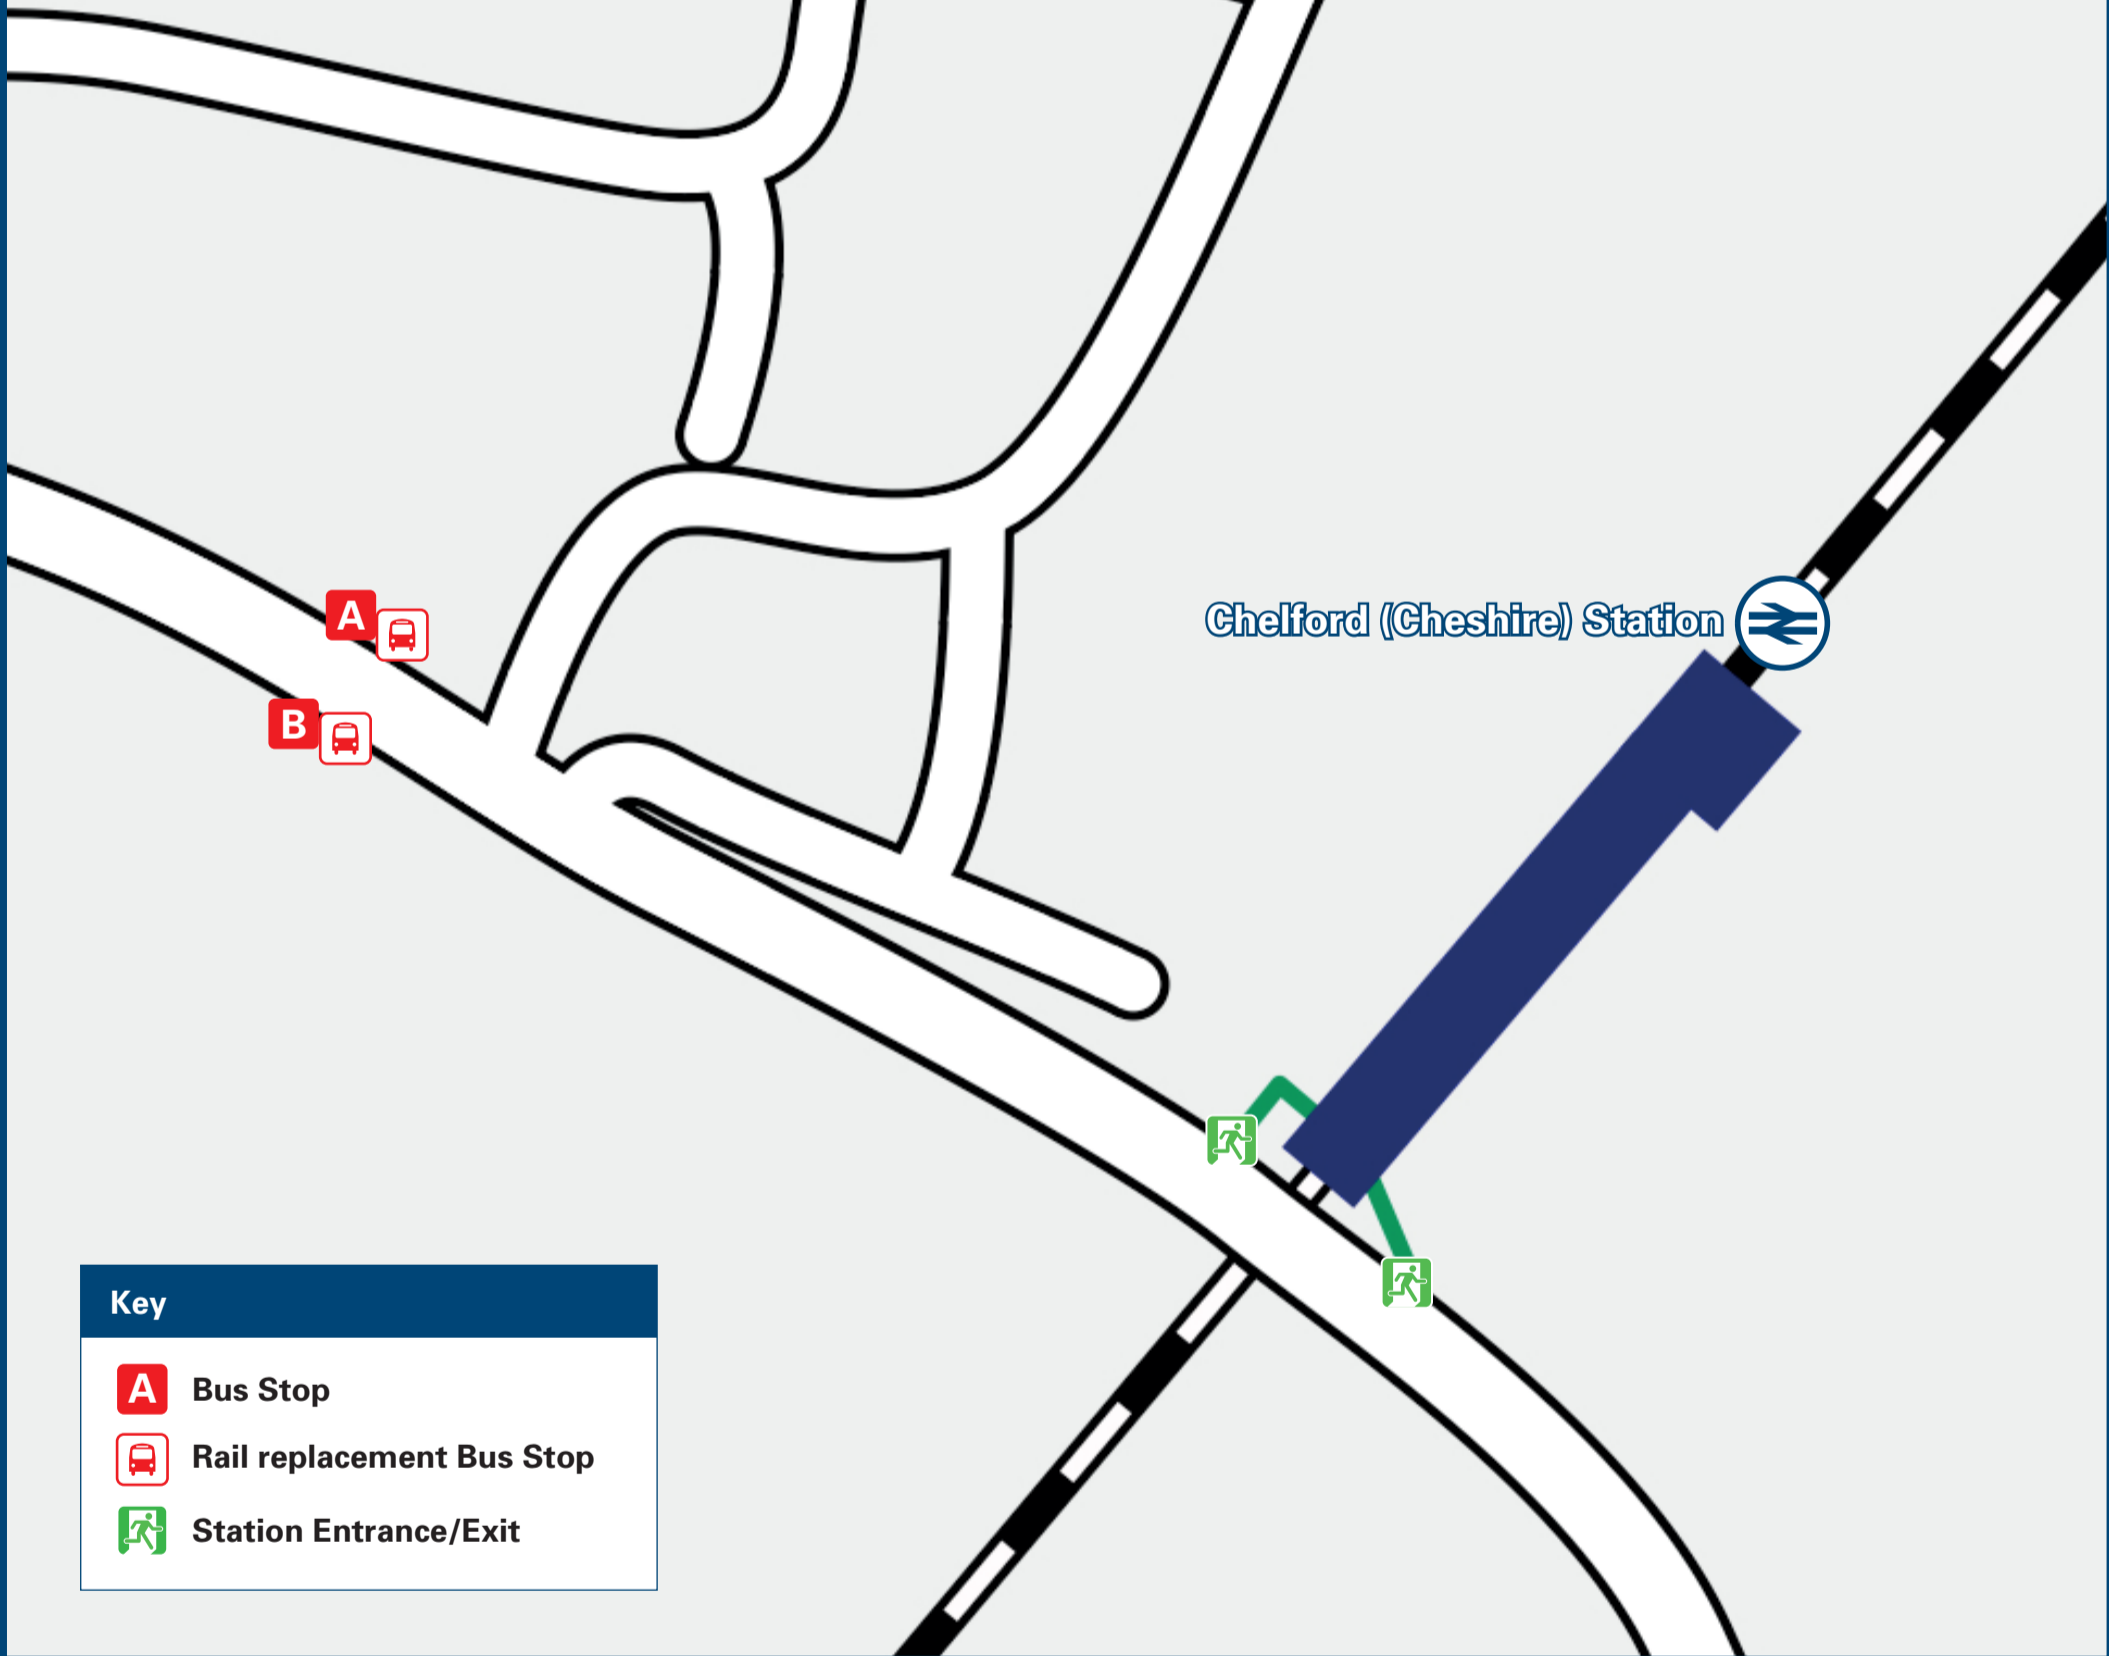 A
B
Chelford (Cheshire) Station
Key
A Bus Stop
Rail replacement Bus Stop
Station Entrance/Exit